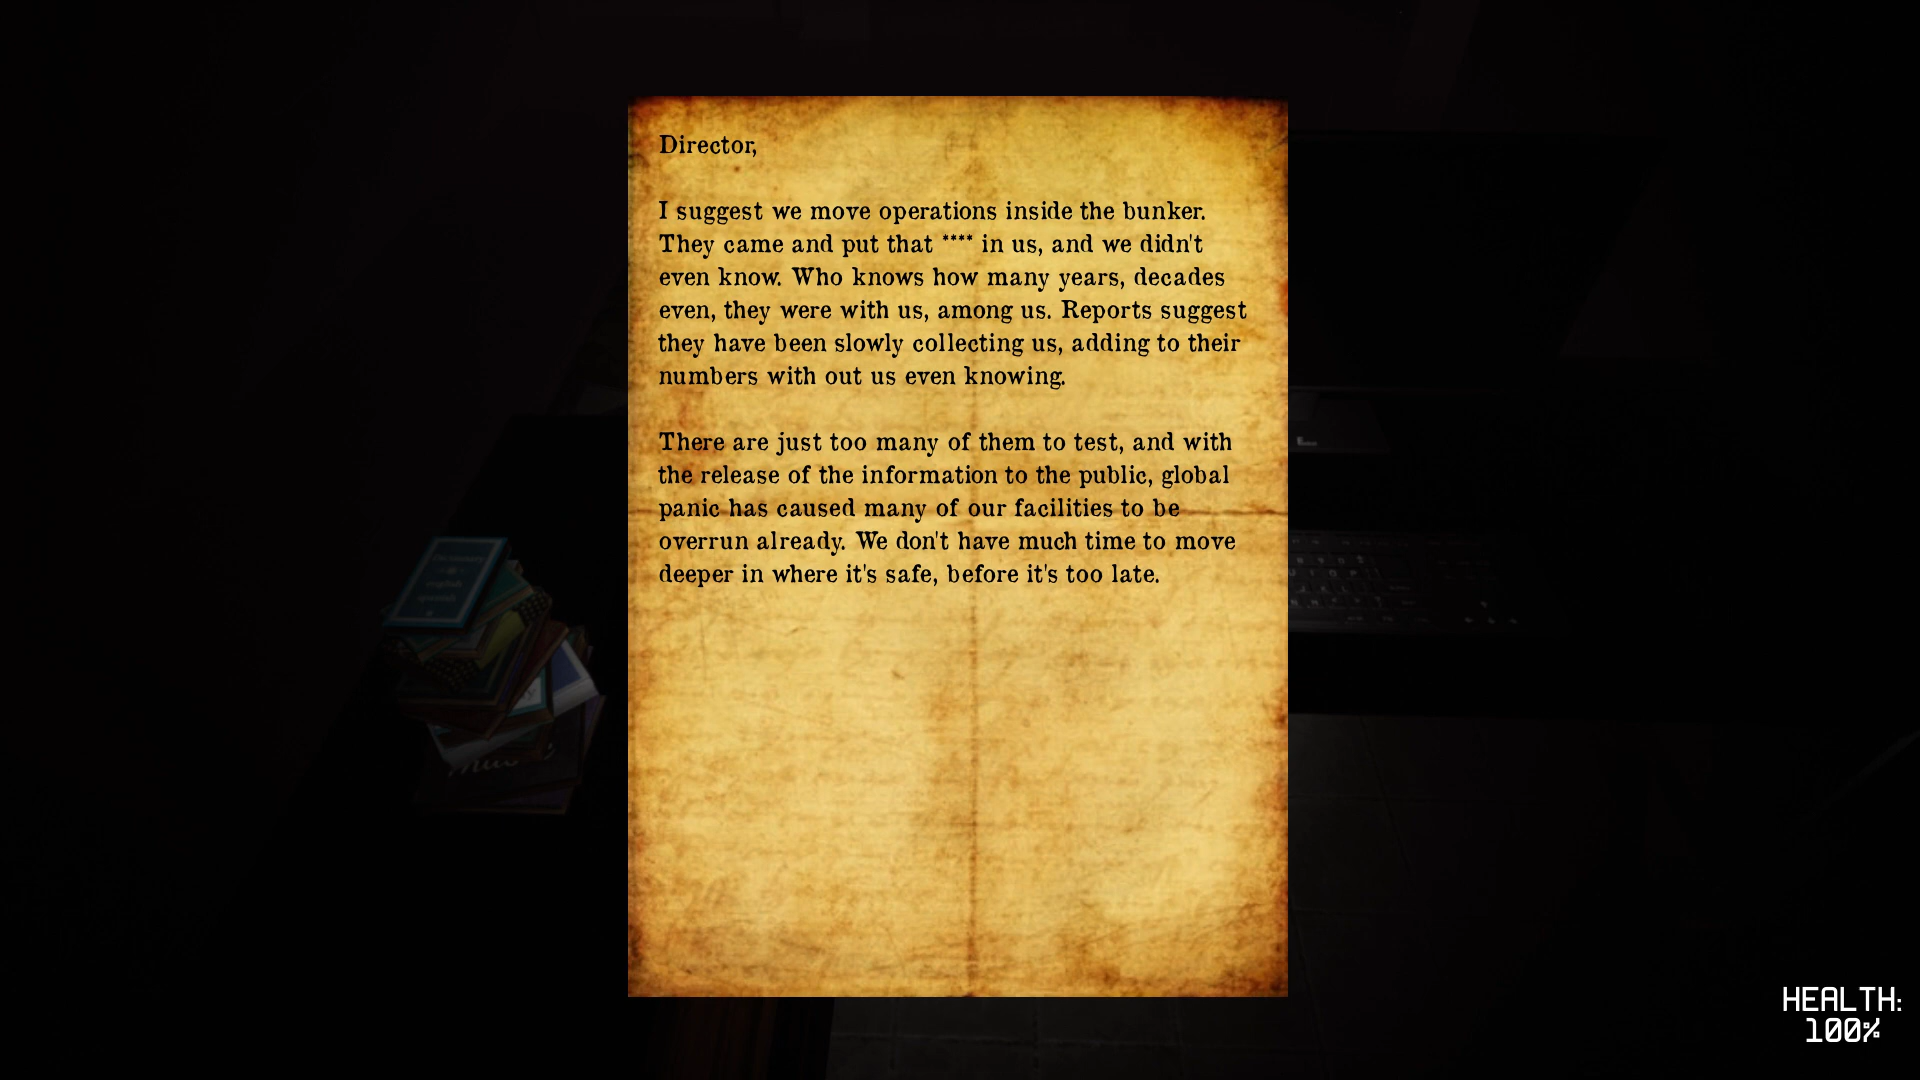 Director,
I suggest we move operations inside the bunker.
They came and put that **** in us, and we didn't
even know. Who knows how many years, decades
even, they were with us, among us. Reports suggest
they have been slowly collecting us, adding to their
numbers with out us even knowing.
There are just too many of them to test, and with
the release of the information to the public, global
panic has caused many of our facilities to be
overrun already. We don't have much time to move
deeper in where it's safe, before it's too late.
english
spanish
HEALTH:
100%